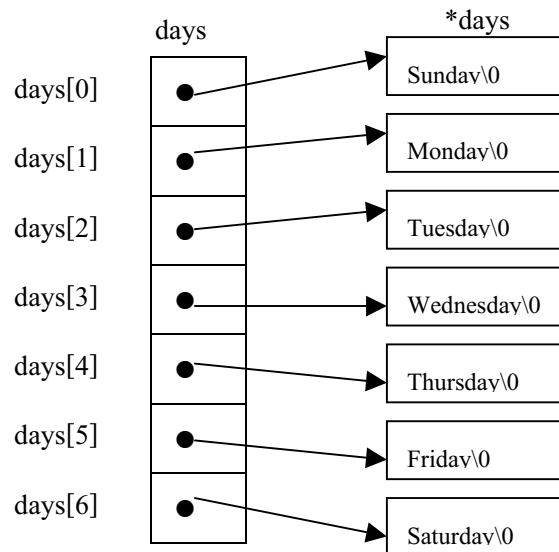 days
*days
days[0]
Sunday\0
days[1]
Monday\0
days[2]
Tuesday\0
days[3]
Wednesday\0
days[4]
Thursday\0
days[5]
Friday\0
days[6]
Saturday\0